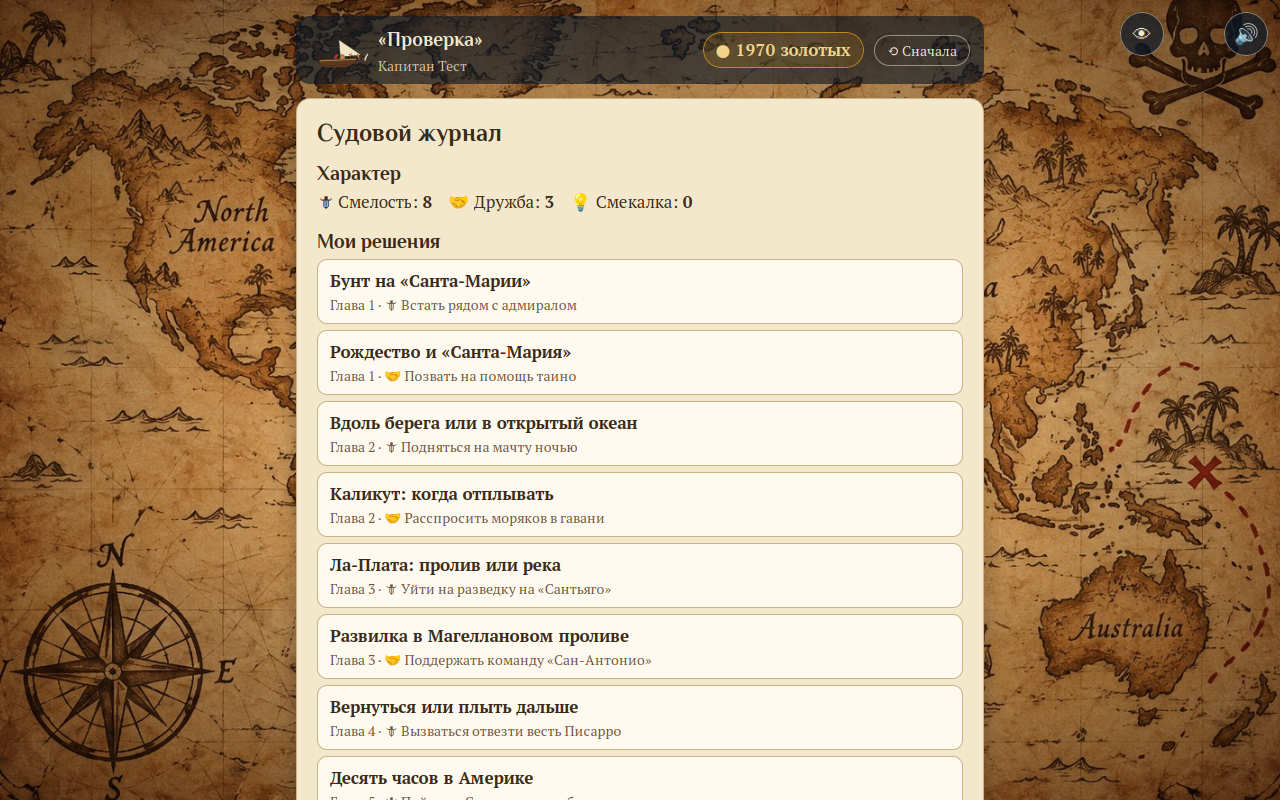 «Проверка»
Капитан Тест
1970 золотых
⟲ Сначала
Судовой журнал
Характер
🗡 Смелость: 8 🤝 Дружба: 3 💡 Смекалка: 0
Мои решения
Бунт на «Санта-Марии»
Глава 1 · 🗡 Встать рядом с адмиралом
Рождество и «Санта-Мария»
Глава 1 · 🤝 Позвать на помощь таино
Вдоль берега или в открытый океан
Глава 2 · 🗡 Подняться на мачту ночью
Каликут: когда отплывать
Глава 2 · 🤝 Расспросить моряков в гавани
Ла-Плата: пролив или река
Глава 3 · 🗡 Уйти на разведку на «Сантьяго»
Развилка в Магеллановом проливе
Глава 3 · 🤝 Поддержать команду «Сан-Антонио»
Вернуться или плыть дальше
Глава 4 · 🗡 Вызваться отвезти весть Писарро
Десять часов в Америке
North
America
a
Australia
N
E
S